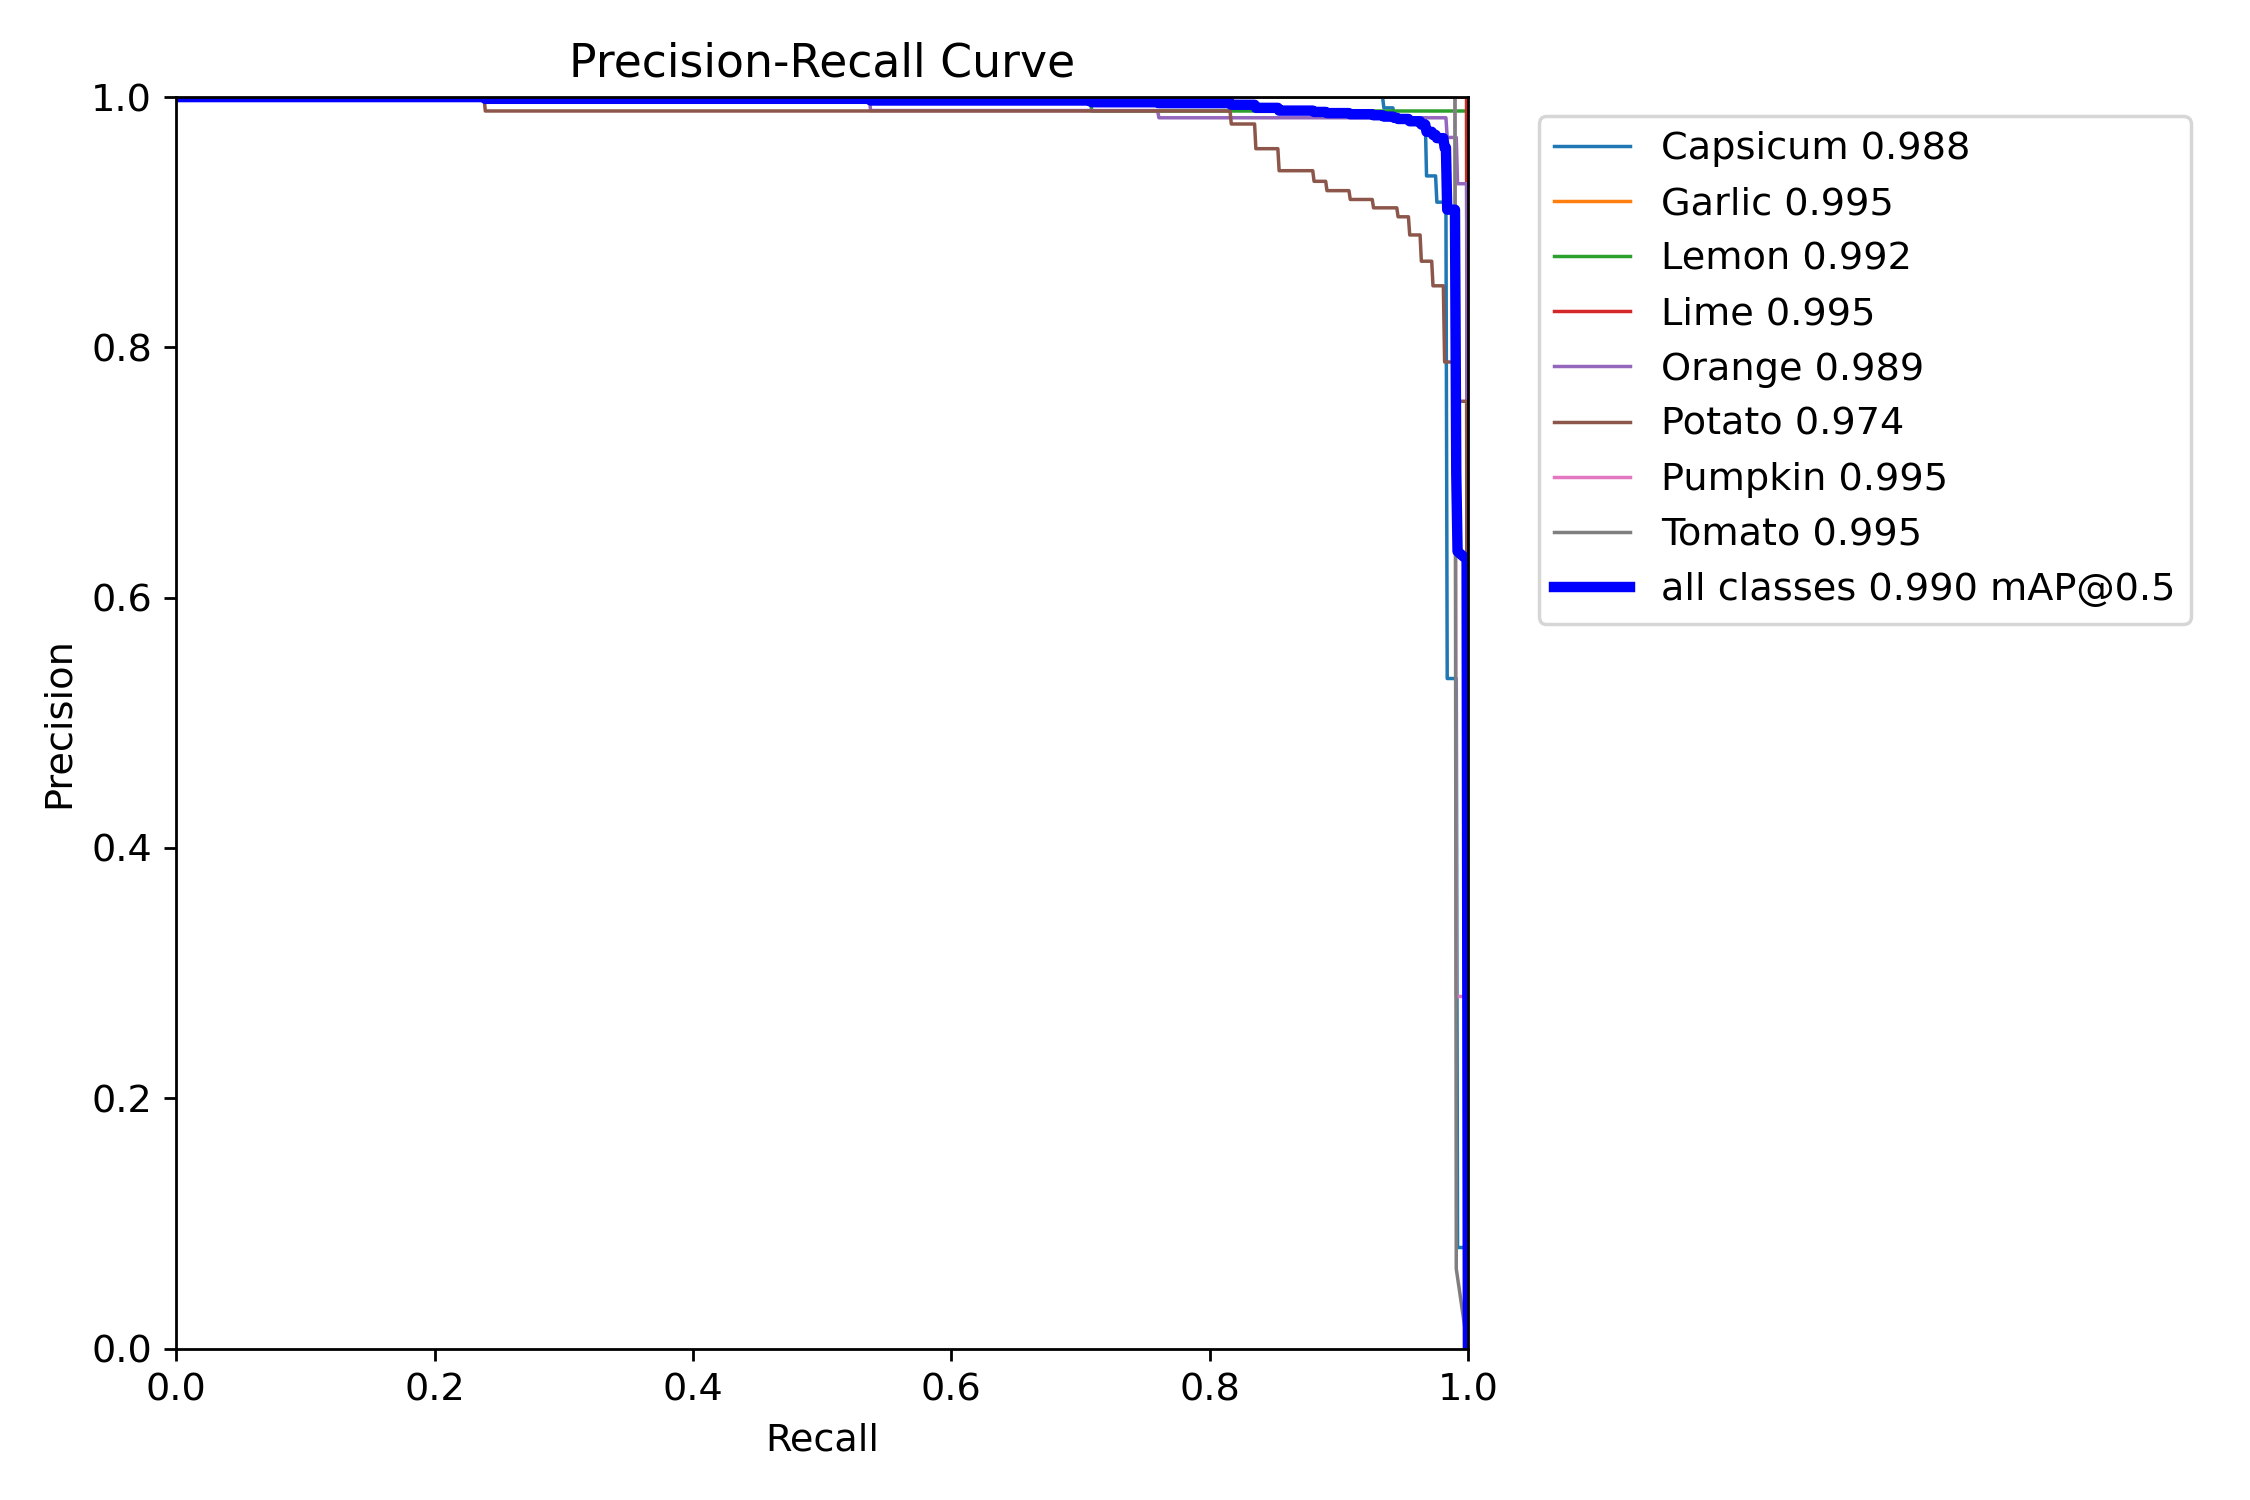 Precision-Recall Curve
1.0
0.8
0.6
0.4
0.2
0.0
Precision
0.0 0.2 0.4 0.6 0.8 1.0
Recall
Capsicum 0.988
Garlic 0.995
Lemon 0.992
Lime 0.995
Orange 0.989
Potato 0.974
Pumpkin 0.995
Tomato 0.995
all classes 0.990 mAP@0.5